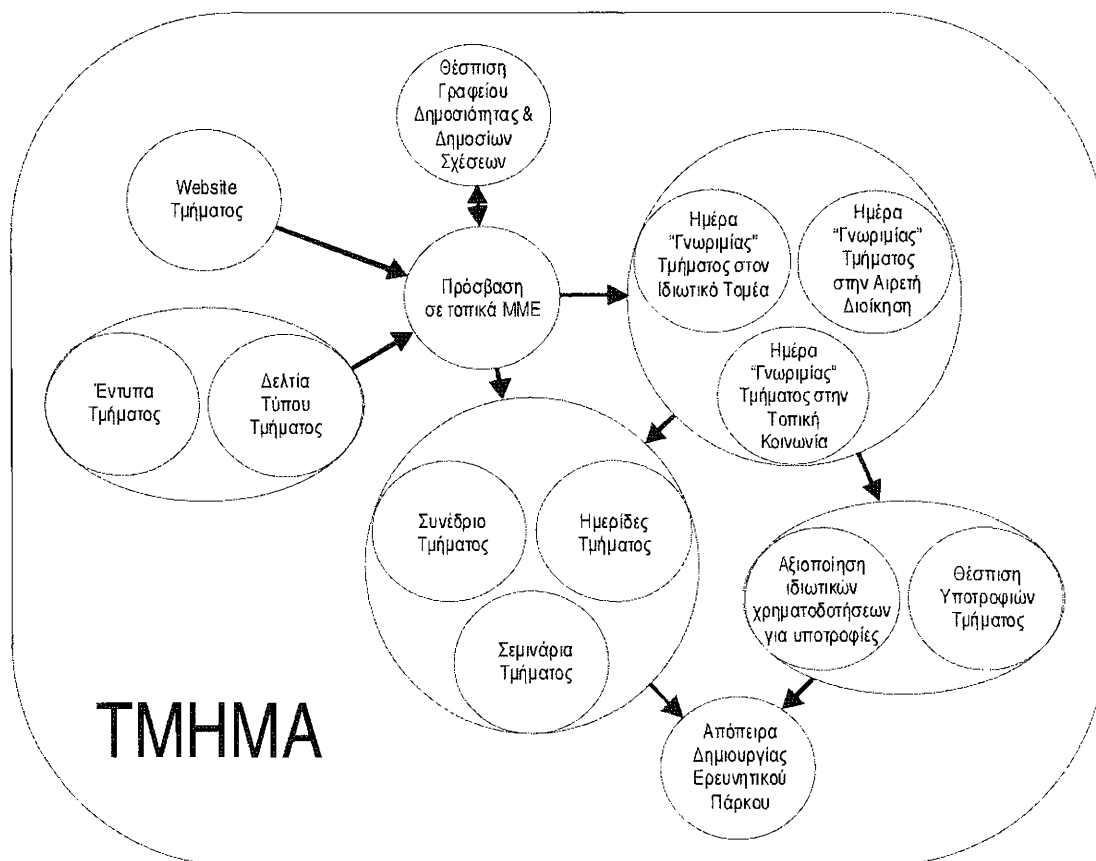 Θέσπιση
Γραφείου
Δημοσιότητας &
Δημοσίων
Σχέσεων
Website
Τμήματος
Πρόσβαση
σε τοπικά ΜΜΕ
Ημέρα
"Γνωριμίας"
Τμήματος στον
Ιδιωτικό Τομέα
Ημέρα
"Γνωριμίας"
Τμήματος
στην Αιρετή
Διοίκηση
Ημέρα
"Γνωριμίας"
Τμήματος στην
Τοπική
Κοινωνία
Έντυπα
Τμήματος
Δελτία
Τύπου
Τμήματος
Συνέδριο
Τμήματος
Ημερίδες
Τμήματος
Σεμινάρια
Τμήματος
Αξιοποίηση
ιδιωτικών
χρηματοδοτήσεων
για υποτροφίες
Θέσπιση
Υποτροφιών
Τμήματος
Απόπειρα
Δημιουργίας
Ερευνητικού
Πάρκου
ΤΜΗΜΑ